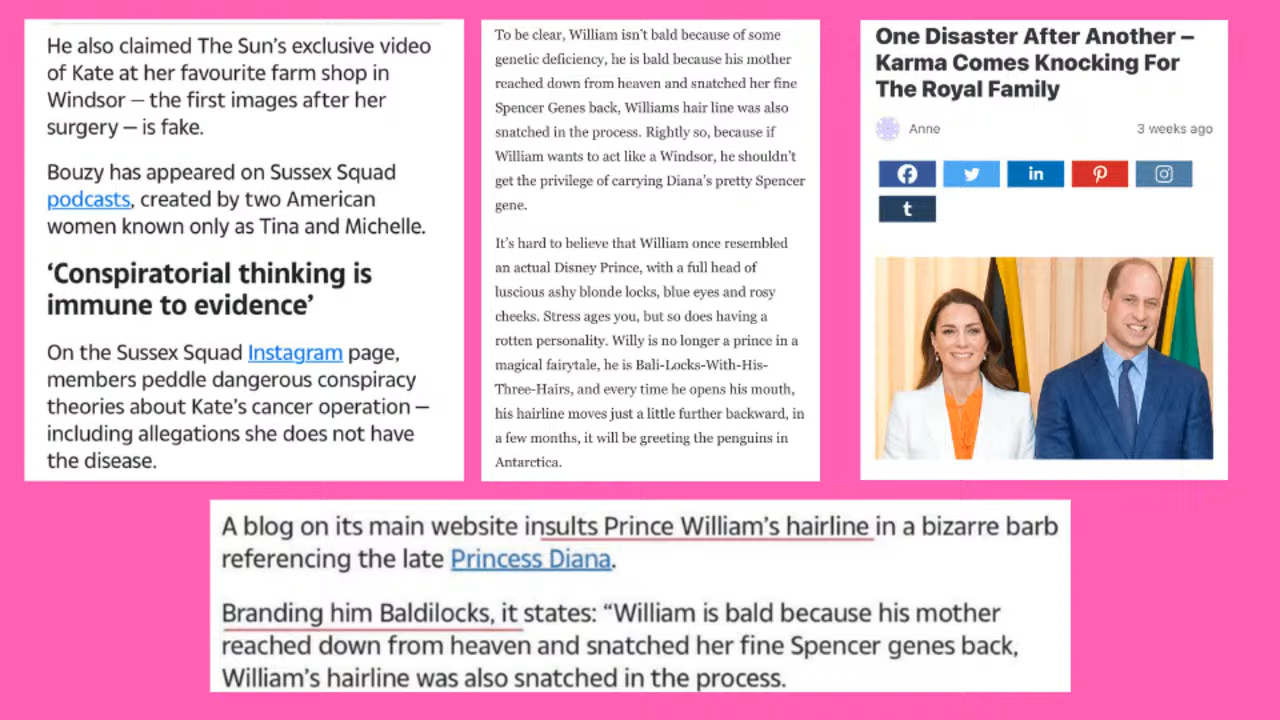 He also claimed The Sun's exclusive video
of Kate at her favourite farm shop in
Windsor – the first images after her
surgery – is fake.
Bouzy has appeared on Sussex Squad
podcasts, created by two American
women known only as Tina and Michelle.
'Conspiratorial thinking is
immune to evidence'
On the Sussex Squad Instagram page,
members peddle dangerous conspiracy
theories about Kate's cancer operation –
including allegations she does not have
the disease.
To be clear, William isn't bald because of some
genetic deficiency, he is bald because his mother
reached down from heaven and snatched her fine
Spencer Genes back, Williams hair line was also
snatched in the process. Rightly so, because if
William wants to act like a Windsor, he shouldn't
get the privilege of carrying Diana's pretty Spencer
gene.
It's hard to believe that William once resembled
an actual Disney Prince, with a full head of
luscious ashy blonde locks, blue eyes and rosy
cheeks. Stress ages you, but so does having a
rotten personality. Willy is no longer a prince in a
magical fairytale, he is Bali-Locks-With-His-
Three-Hairs, and every time he opens his mouth,
his hairline moves just a little further backward, in
a few months, it will be greeting the penguins in
Antarctica.
One Disaster After Another –
Karma Comes Knocking For
The Royal Family
Anne 3 weeks ago
A blog on its main website insults Prince William's hairline in a bizarre barb
referencing the late Princess Diana.
Branding him Baldilocks, it states: "William is bald because his mother
reached down from heaven and snatched her fine Spencer genes back,
William's hairline was also snatched in the process.